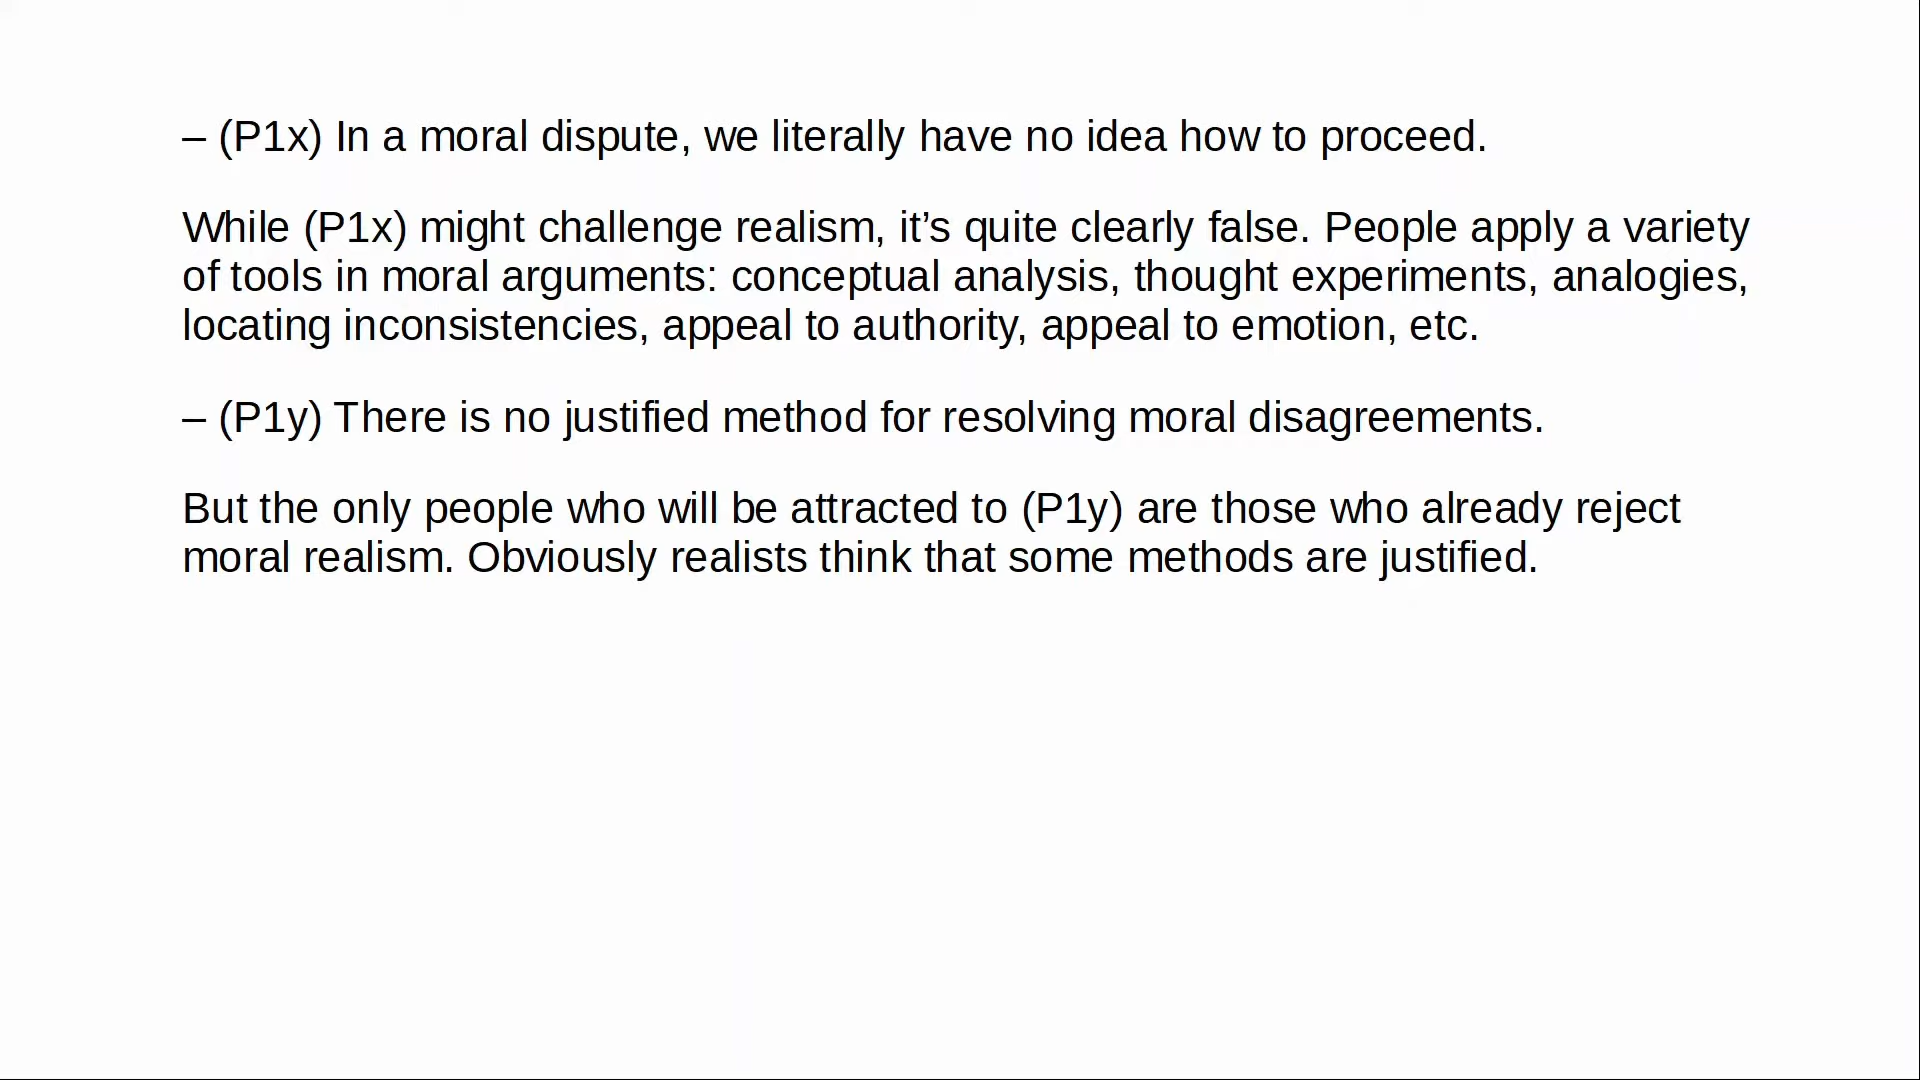 – (P1x) In a moral dispute, we literally have no idea how to proceed.
While (P1x) might challenge realism, it’s quite clearly false. People apply a variety
of tools in moral arguments: conceptual analysis, thought experiments, analogies,
locating inconsistencies, appeal to authority, appeal to emotion, etc.
– (P1y) There is no justified method for resolving moral disagreements.
But the only people who will be attracted to (P1y) are those who already reject
moral realism. Obviously realists think that some methods are justified.